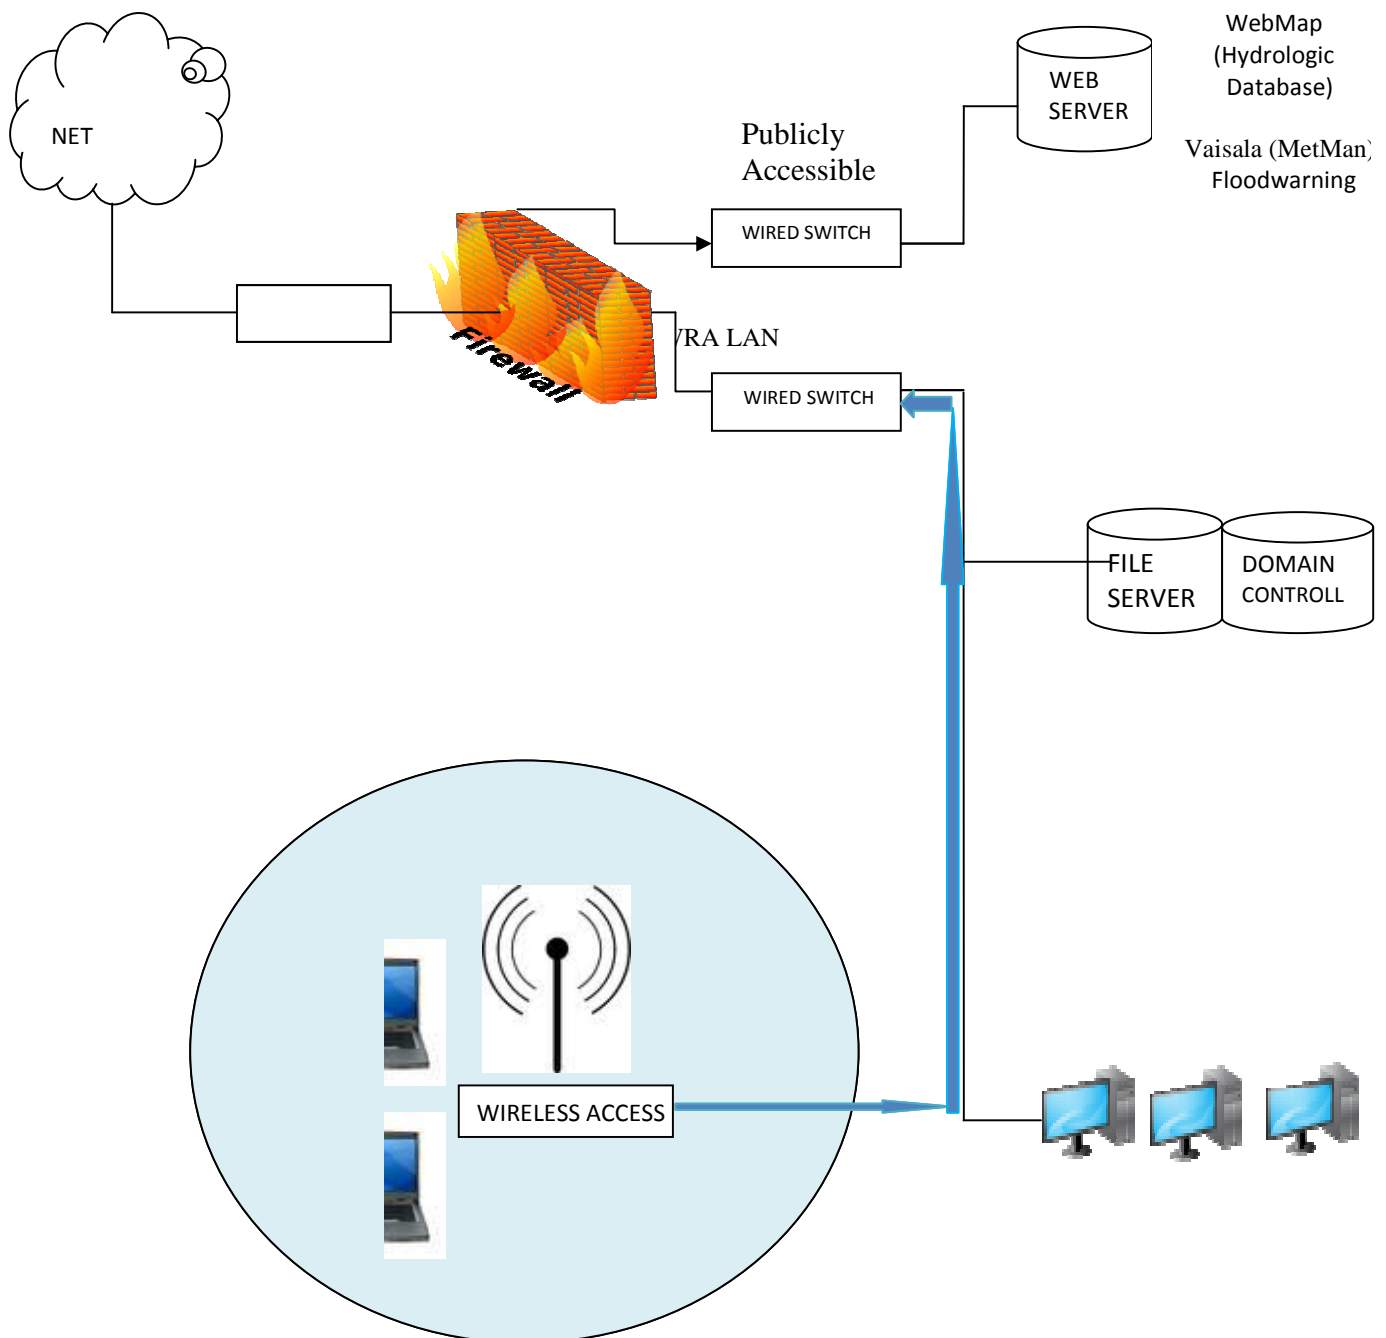 WebMap
(Hydrologic
Database)
WEB
SERVER
NET
Publicly
Accessible
Vaisala (MetMan)
Floodwarning
WIRED SWITCH
Firewall
VRA LAN
WIRED SWITCH
FILE
SERVER
DOMAIN
CONTROLL
WIRELESS ACCESS